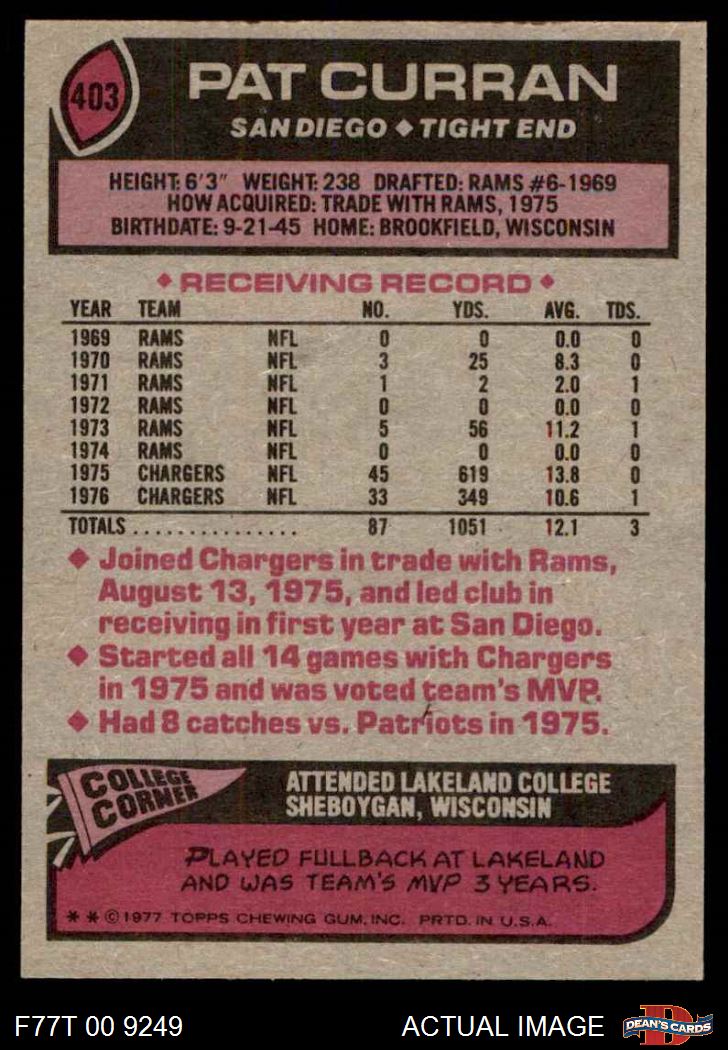 403
PAT CURRAN
SAN DIEGO ◆ TIGHT END
HEIGHT: 6'3" WEIGHT: 238 DRAFTED: RAMS #6-1969
HOW ACQUIRED: TRADE WITH RAMS, 1975
BIRTHDATE: 9-21-45 HOME: BROOKFIELD, WISCONSIN
◆ RECEIVING RECORD ◆
YEAR TEAM NO. YDS. AVG. TDS.
1969 RAMS NFL 0 0 0.0 0
1970 RAMS NFL 3 25 8.3 0
1971 RAMS NFL 1 2 2.0 1
1972 RAMS NFL 0 0 0.0 0
1973 RAMS NFL 5 56 11.2 1
1974 RAMS NFL 0 0 0.0 0
1975 CHARGERS NFL 45 619 13.8 0
1976 CHARGERS NFL 33 349 10.6 1
TOTALS............... 87 1051 12.1 3
◆ Joined Chargers in trade with Rams,
August 13, 1975, and led club in
receiving in first year at San Diego.
◆ Started all 14 games with Chargers
in 1975 and was voted team's MVP.
◆ Had 8 catches vs. Patriots in 1975.
COLLEGE
CORNER
ATTENDED LAKELAND COLLEGE
SHEBOYGAN, WISCONSIN
PLAYED FULLBACK AT LAKELAND
AND WAS TEAM'S MVP 3 YEARS.
* * © 1977 TOPPS CHEWING GUM, INC. PRTD. IN U.S.A.
F77T 00 9249 ACTUAL IMAGE
D
DEAN'S CARDS